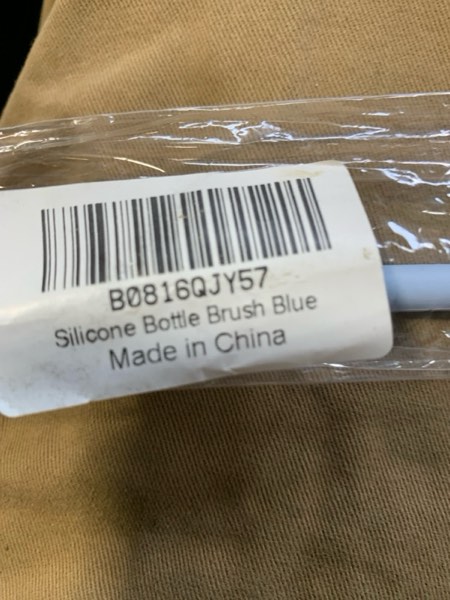 B0816QJY57
Silicone Bottle Brush Blue
Made in China